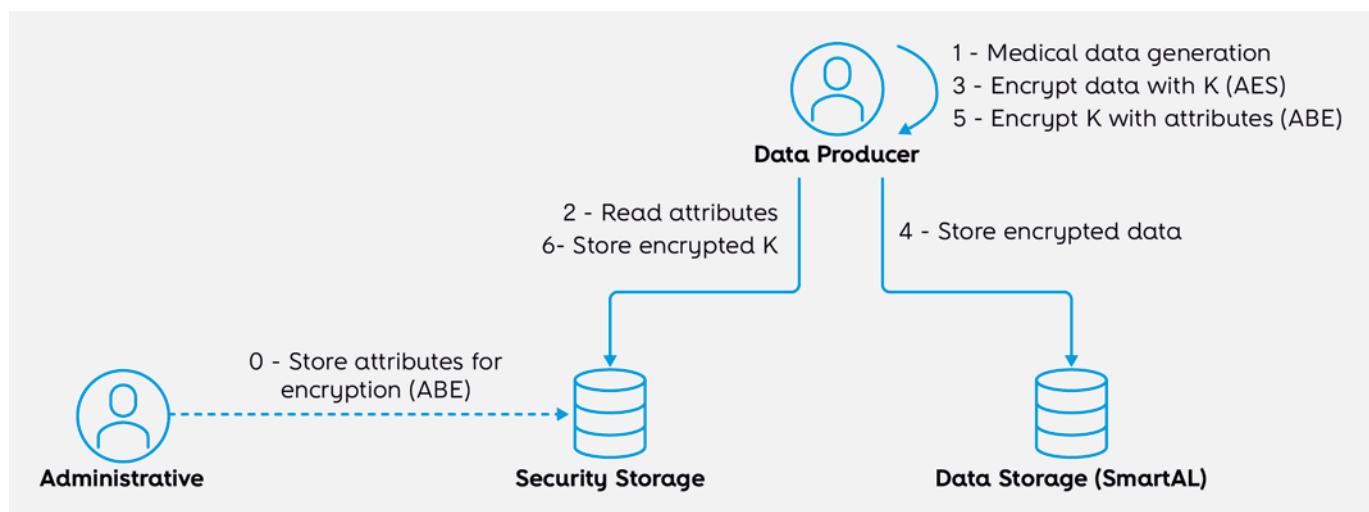 1 - Medical data generation
3 - Encrypt data with K (AES)
5 - Encrypt K with attributes (ABE)
Data Producer
2 - Read attributes
6- Store encrypted K
4 - Store encrypted data
0 - Store attributes for
encryption (ABE)
Administrative
Security Storage
Data Storage (SmartAL)